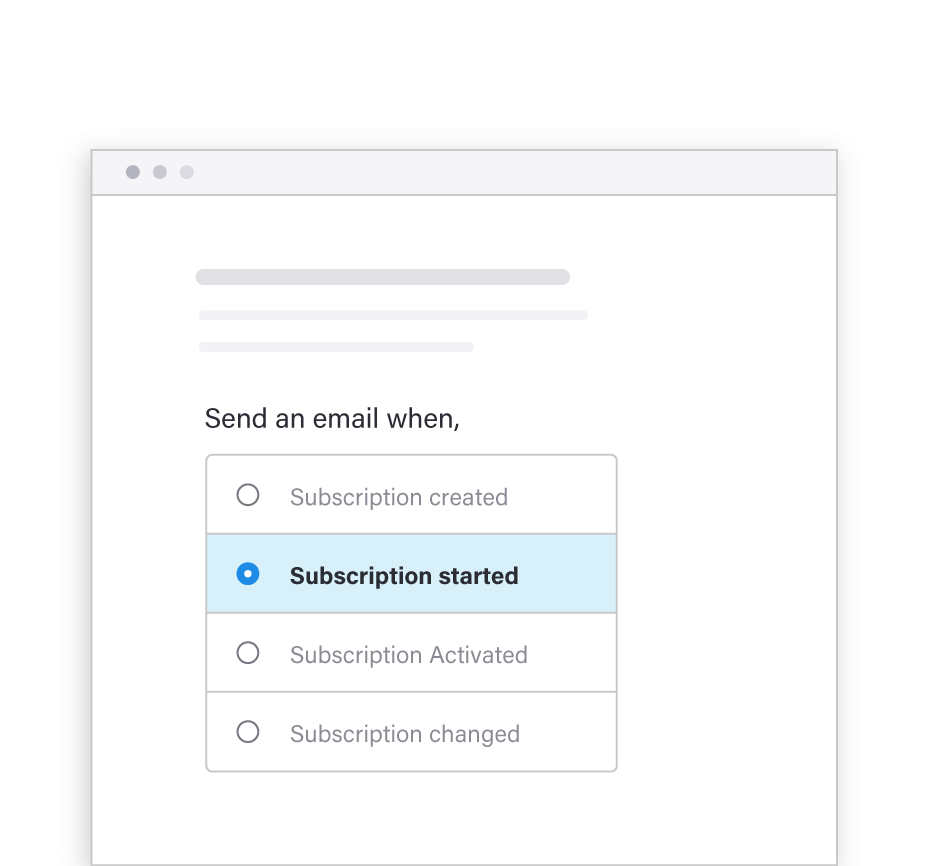 Send an email when,
Subscription created
Subscription started
Subscription Activated
Subscription changed